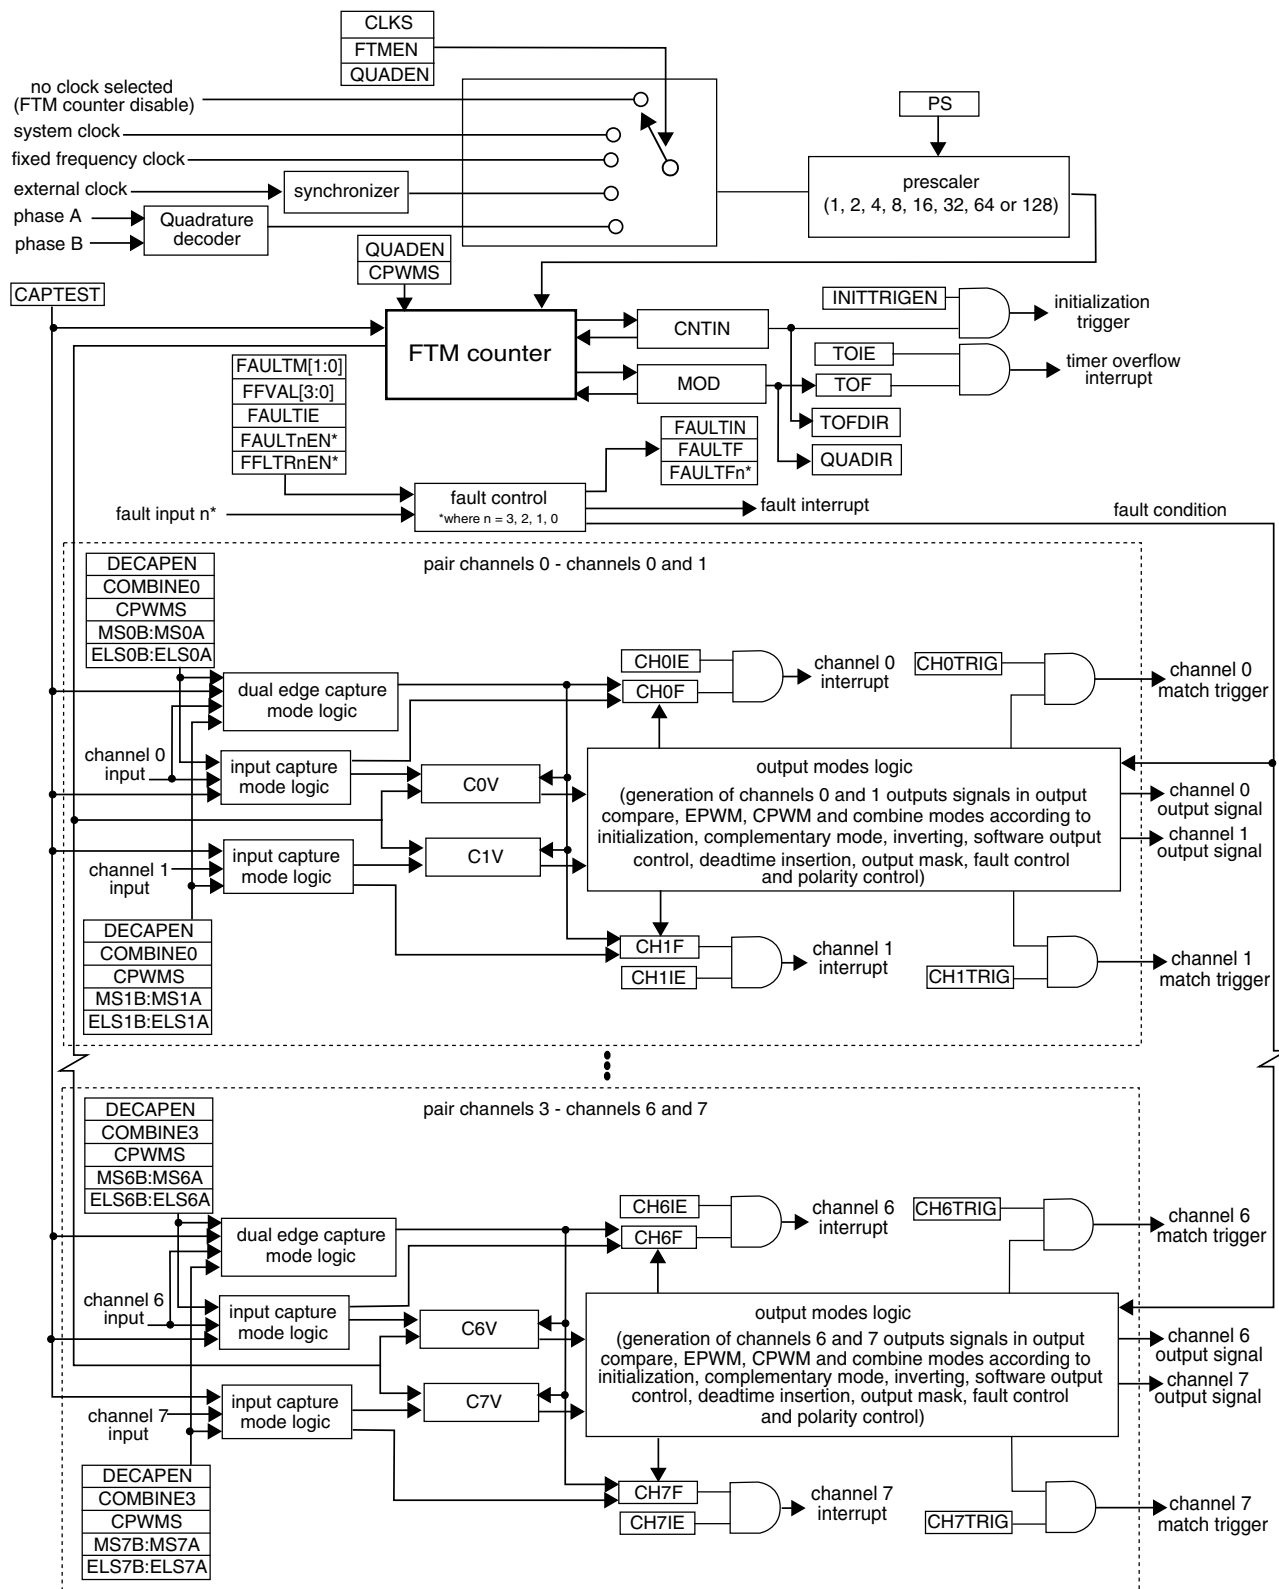 CLKS
FTMEN
QUADEN
no clock selected
(FTM counter disable)
system clock
fixed frequency clock
external clock
synchronizer
phase A
phase B
Quadrature
decoder
PS
prescaler
(1, 2, 4, 8, 16, 32, 64 or 128)
QUADEN
CPWMS
CAPTEST
FTM counter
CNTIN
MOD
INITTRIGEN
initialization
trigger
TOIE
TOF
timer overflow
interrupt
TOFDIR
QUADIR
FAULTM[1:0]
FFVAL[3:0]
FAULTIE
FAULTnEN*
FFLTRnEN*
FAULTIN
FAULTF
FAULTFn*
fault input n*
fault control
*where n = 3, 2, 1, 0
fault interrupt
fault condition
pair channels 0 - channels 0 and 1
DECAPEN
COMBINE0
CPWMS
MS0B:MS0A
ELS0B:ELS0A
dual edge capture
mode logic
channel 0
input
input capture
mode logic
C0V
C1V
channel 1
input
input capture
mode logic
DECAPEN
COMBINE0
CPWMS
MS1B:MS1A
ELS1B:ELS1A
CH0IE
CH0F
channel 0
interrupt
CH0TRIG
channel 0
match trigger
output modes logic
(generation of channels 0 and 1 outputs signals in output
compare, EPWM, CPWM and combine modes according to
initialization, complementary mode, inverting, software output
control, deadtime insertion, output mask, fault control
and polarity control)
channel 0
output signal
channel 1
output signal
CH1F
CH1IE
channel 1
interrupt
CH1TRIG
channel 1
match trigger
pair channels 3 - channels 6 and 7
DECAPEN
COMBINE3
CPWMS
MS6B:MS6A
ELS6B:ELS6A
dual edge capture
mode logic
channel 6
input
input capture
mode logic
C6V
C7V
channel 7
input
input capture
mode logic
DECAPEN
COMBINE3
CPWMS
MS7B:MS7A
ELS7B:ELS7A
CH6IE
CH6F
channel 6
interrupt
CH6TRIG
channel 6
match trigger
output modes logic
(generation of channels 6 and 7 outputs signals in output
compare, EPWM, CPWM and combine modes according to
initialization, complementary mode, inverting, software output
control, deadtime insertion, output mask, fault control
and polarity control)
channel 6
output signal
channel 7
output signal
CH7F
CH7IE
channel 7
interrupt
CH7TRIG
channel 7
match trigger